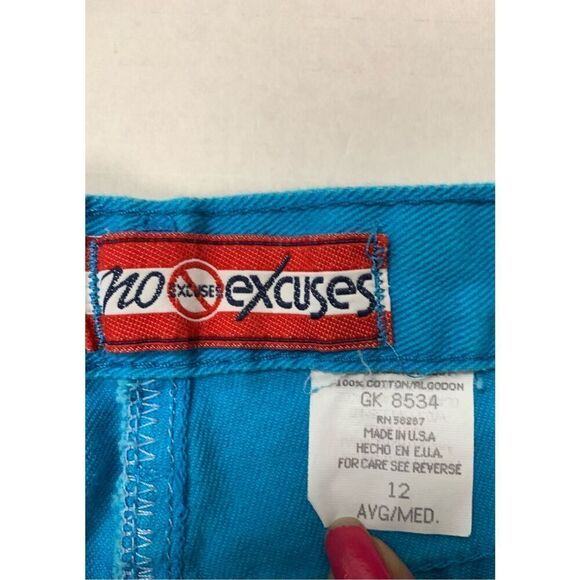 no EXCUSES excuses
100% COTTON/ALGODON
GK 8534
RN 58287
MADE IN U.S.A
HECHO EN E.U.A.
FOR CARE SEE REVERSE
12
AVG/MED.